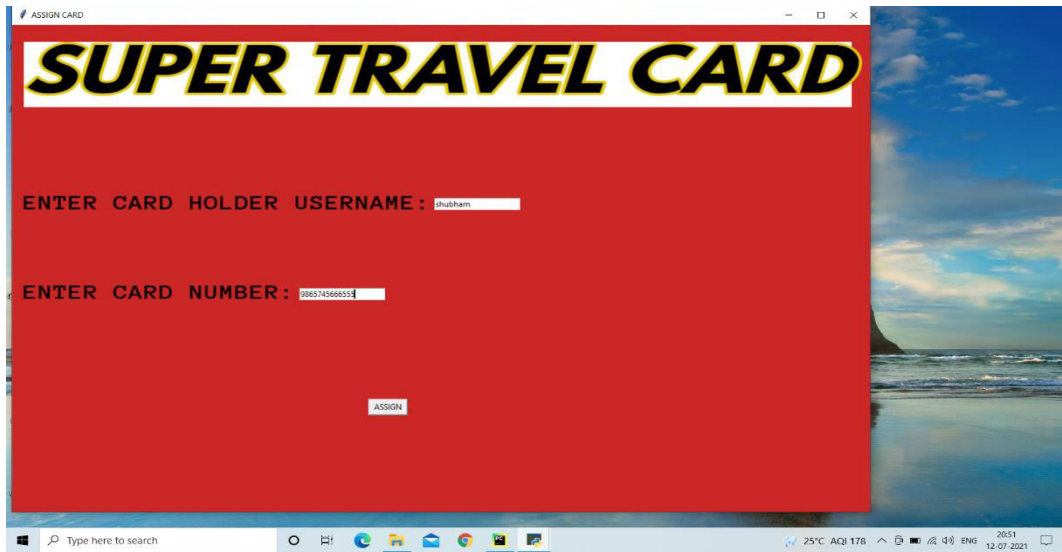 ASSIGN CARD
SUPER TRAVEL CARD
ENTER CARD HOLDER USERNAME: shubham
ENTER CARD NUMBER: 9865745666555
ASSIGN
Type here to search
25°C AQI 178
ENG
20:51
12-07-2021